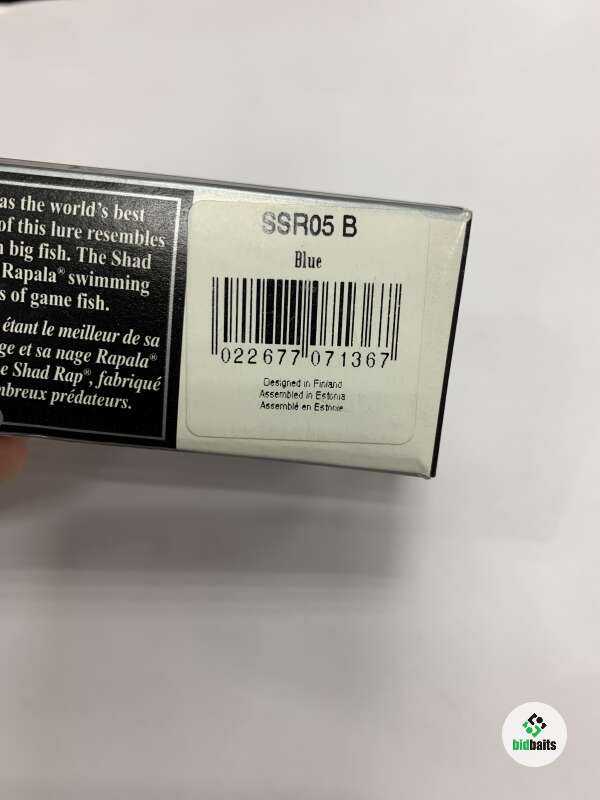 as the world's best
of this lure resembles
big fish. The Shad
Rapala® swimming
s of game fish.
étant le meilleur de sa
ge et sa nage Rapala®
e Shad Rap®, fabriqué
mbreux prédateurs.
SSR05 B
Blue
022677 071367
Designed in Finland
Assembled in Estonia
Assemblé en Estonie
bidbaits